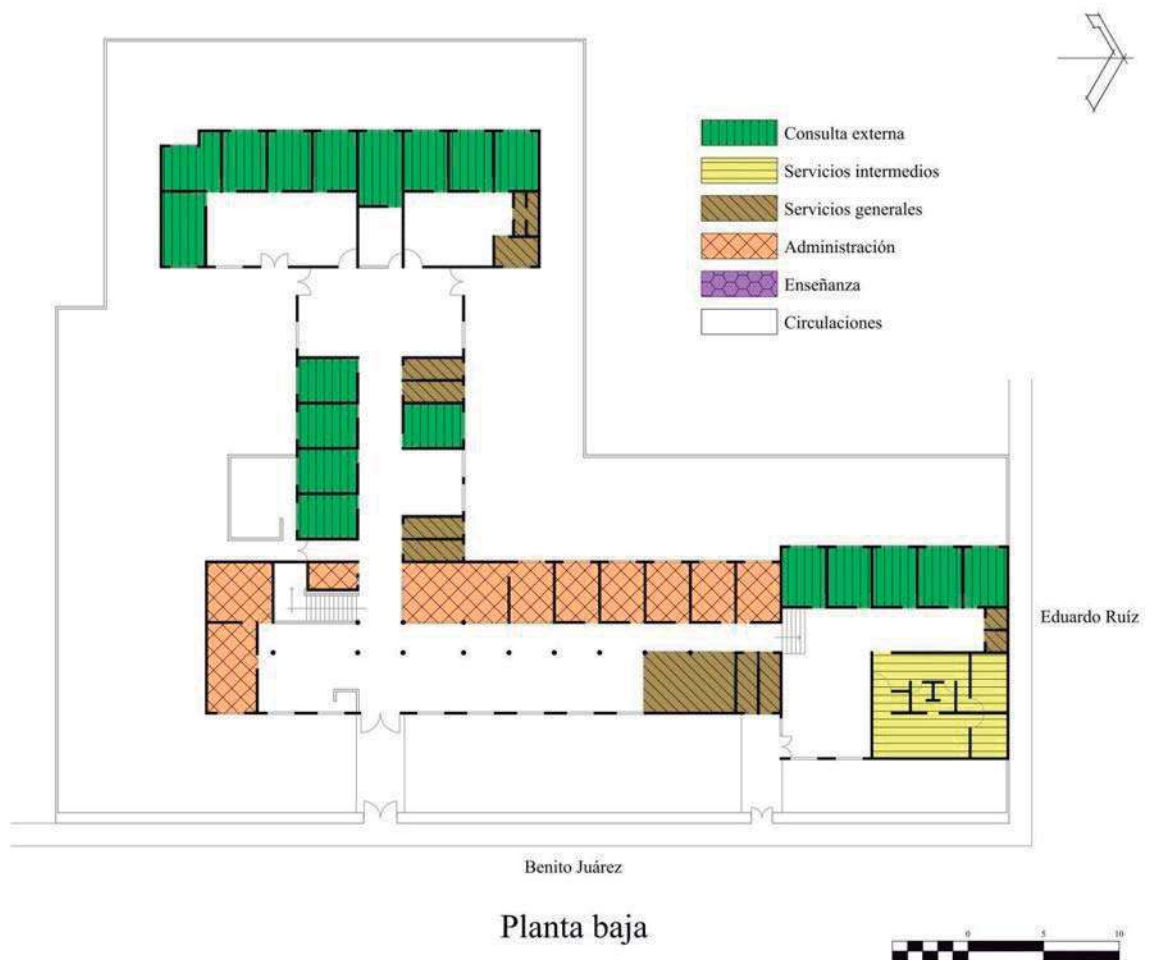 Consulta externa
Servicios intermedios
Servicios generales
Administración
Enseñanza
Circulaciones
Eduardo Ruíz
Benito Juárez
Planta baja
0 5 10